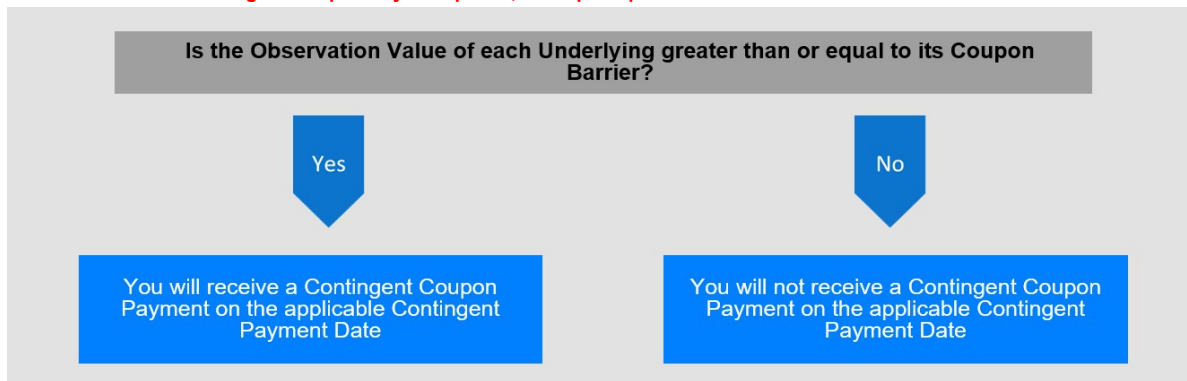 Is the Observation Value of each Underlying greater than or equal to its Coupon
Barrier?
Yes
No
You will receive a Contingent Coupon
Payment on the applicable Contingent
Payment Date
You will not receive a Contingent Coupon
Payment on the applicable Contingent
Payment Date